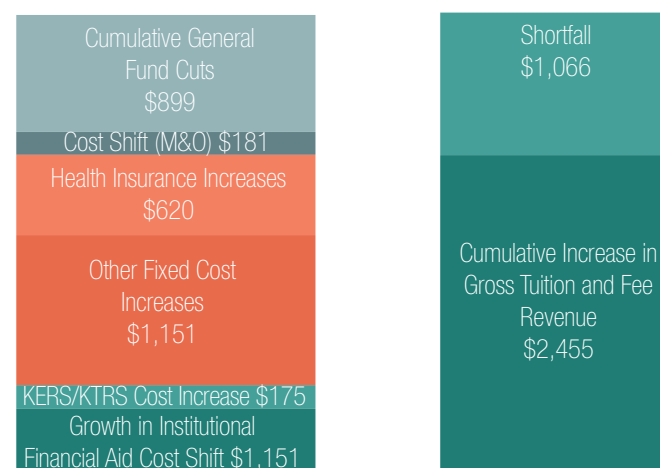 Cumulative General
Fund Cuts
$899
Cost Shift (M&O) $181
Health Insurance Increases
$620
Other Fixed Cost
Increases
$1,151
KERS/KTRS Cost Increase $175
Growth in Institutional
Financial Aid Cost Shift $1,151
Shortfall
$1,066
Cumulative Increase in
Gross Tuition and Fee
Revenue
$2,455